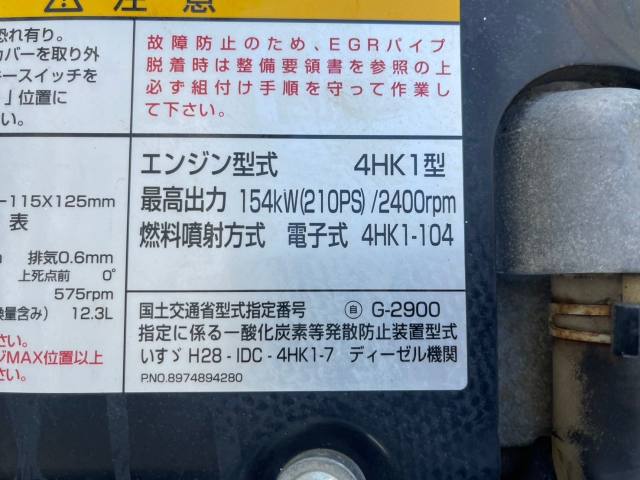 ⚠ 注意
恐れ有り。
カバーを取り外
キースイッチを
」位置に
い。
-115X125mm
表
排気0.6mm
上死点前 0°
575rpm
量含み) 12.3L
さい。
ジMAX位置以上
ださい。
故障防止のため、EGRパイプ
脱着時は整備要領書を参照の上
必ず組付け手順を守って作業し
て下さい。
エンジン型式 4HK1型
最高出力 154kW(210PS)/2400rpm
燃料噴射方式 電子式 4HK1-104
国土交通省型式指定番号 自 G-2900
指定に係る一酸化炭素等発散防止装置型式
いすゞ H28-IDC-4HK1-7 ディーゼル機関
P.NO.8974894280